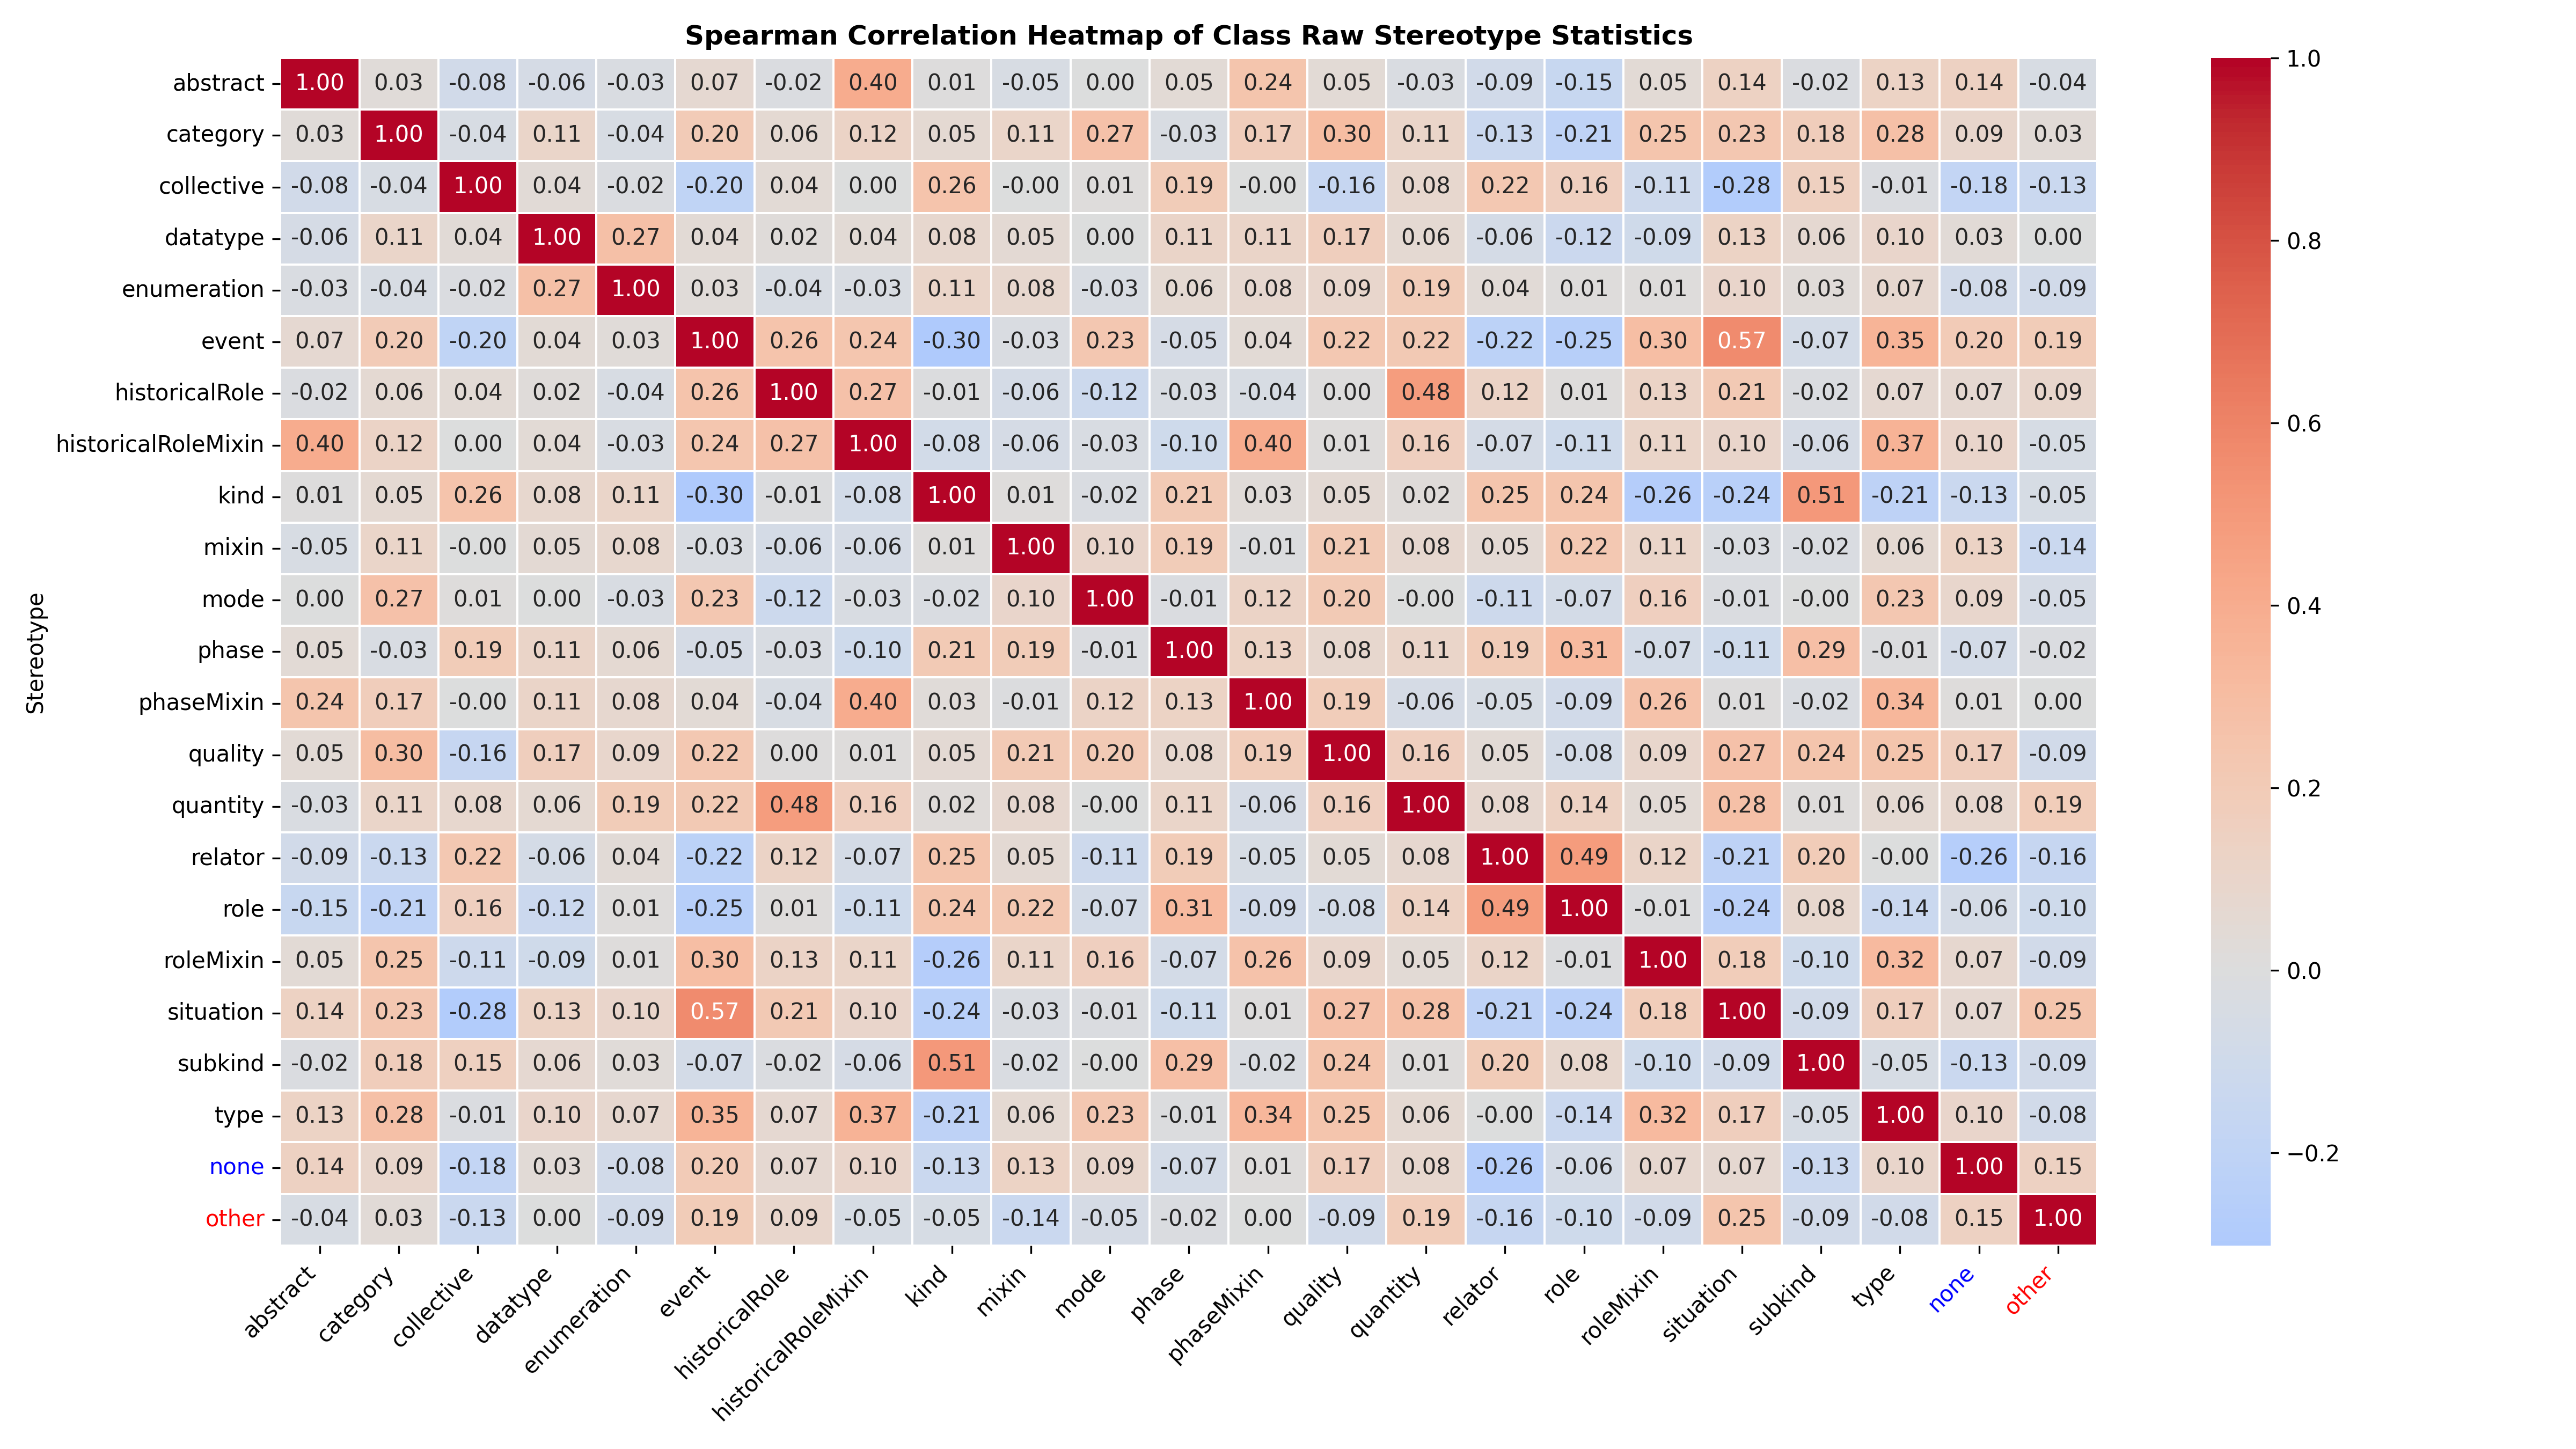 Spearman Correlation Heatmap of Class Raw Stereotype Statistics
Stereotype
abstract 1.00 0.03 -0.08 -0.06 -0.03 0.07 -0.02 0.40 0.01 -0.05 0.00 0.05 0.24 0.05 -0.03 -0.09 -0.15 0.05 0.14 -0.02 0.13 0.14 -0.04
category 0.03 1.00 -0.04 0.11 -0.04 0.20 0.06 0.12 0.05 0.11 0.27 -0.03 0.17 0.30 0.11 -0.13 -0.21 0.25 0.23 0.18 0.28 0.09 0.03
collective -0.08 -0.04 1.00 0.04 -0.02 -0.20 0.04 0.00 0.26 -0.00 0.01 0.19 -0.00 -0.16 0.08 0.22 0.16 -0.11 -0.28 0.15 -0.01 -0.18 -0.13
datatype -0.06 0.11 0.04 1.00 0.27 0.04 0.02 0.04 0.08 0.05 0.00 0.11 0.11 0.17 0.06 -0.06 -0.12 -0.09 0.13 0.06 0.10 0.03 0.00
enumeration -0.03 -0.04 -0.02 0.27 1.00 0.03 -0.04 -0.03 0.11 0.08 -0.03 0.06 0.08 0.09 0.19 0.04 0.01 0.01 0.10 0.03 0.07 -0.08 -0.09
event 0.07 0.20 -0.20 0.04 0.03 1.00 0.26 0.24 -0.30 -0.03 0.23 -0.05 0.04 0.22 0.22 -0.22 -0.25 0.30 0.57 -0.07 0.35 0.20 0.19
historicalRole -0.02 0.06 0.04 0.02 -0.04 0.26 1.00 0.27 -0.01 -0.06 -0.12 -0.03 -0.04 0.00 0.48 0.12 0.01 0.13 0.21 -0.02 0.07 0.07 0.09
historicalRoleMixin 0.40 0.12 0.00 0.04 -0.03 0.24 0.27 1.00 -0.08 -0.06 -0.03 -0.10 0.40 0.01 0.16 -0.07 -0.11 0.11 0.10 -0.06 0.37 0.10 -0.05
kind 0.01 0.05 0.26 0.08 0.11 -0.30 -0.01 -0.08 1.00 0.01 -0.02 0.21 0.03 0.05 0.02 0.25 0.24 -0.26 -0.24 0.51 -0.21 -0.13 -0.05
mixin -0.05 0.11 -0.00 0.05 0.08 -0.03 -0.06 -0.06 0.01 1.00 0.10 0.19 -0.01 0.21 0.08 0.05 0.22 0.11 -0.03 -0.02 0.06 0.13 -0.14
mode 0.00 0.27 0.01 0.00 -0.03 0.23 -0.12 -0.03 -0.02 0.10 1.00 -0.01 0.12 0.20 -0.00 -0.11 -0.07 0.16 -0.01 -0.00 0.23 0.09 -0.05
phase 0.05 -0.03 0.19 0.11 0.06 -0.05 -0.03 -0.10 0.21 0.19 -0.01 1.00 0.13 0.08 0.11 0.19 0.31 -0.07 -0.11 0.29 -0.01 -0.07 -0.02
phaseMixin 0.24 0.17 -0.00 0.11 0.08 0.04 -0.04 0.40 0.03 -0.01 0.12 0.13 1.00 0.19 -0.06 -0.05 -0.09 0.26 0.01 -0.02 0.34 0.01 0.00
quality 0.05 0.30 -0.16 0.17 0.09 0.22 0.00 0.01 0.05 0.21 0.20 0.08 0.19 1.00 0.16 0.05 -0.08 0.09 0.27 0.24 0.25 0.17 -0.09
quantity -0.03 0.11 0.08 0.06 0.19 0.22 0.48 0.16 0.02 0.08 -0.00 0.11 -0.06 0.16 1.00 0.08 0.14 0.05 0.28 0.01 0.06 0.08 0.19
relator -0.09 -0.13 0.22 -0.06 0.04 -0.22 0.12 -0.07 0.25 0.05 -0.11 0.19 -0.05 0.05 0.08 1.00 0.49 0.12 -0.21 0.20 -0.00 -0.26 -0.16
role -0.15 -0.21 0.16 -0.12 0.01 -0.25 0.01 -0.11 0.24 0.22 -0.07 0.31 -0.09 -0.08 0.14 0.49 1.00 -0.01 -0.24 0.08 -0.14 -0.06 -0.10
roleMixin 0.05 0.25 -0.11 -0.09 0.01 0.30 0.13 0.11 -0.26 0.11 0.16 -0.07 0.26 0.09 0.05 0.12 -0.01 1.00 0.18 -0.10 0.32 0.07 -0.09
situation 0.14 0.23 -0.28 0.13 0.10 0.57 0.21 0.10 -0.24 -0.03 -0.01 -0.11 0.01 0.27 0.28 -0.21 -0.24 0.18 1.00 -0.09 0.17 0.07 0.25
subkind -0.02 0.18 0.15 0.06 0.03 -0.07 -0.02 -0.06 0.51 -0.02 -0.00 0.29 -0.02 0.24 0.01 0.20 0.08 -0.10 -0.09 1.00 -0.05 -0.13 -0.09
type 0.13 0.28 -0.01 0.10 0.07 0.35 0.07 0.37 -0.21 0.06 0.23 -0.01 0.34 0.25 0.06 -0.00 -0.14 0.32 0.17 -0.05 1.00 0.10 -0.08
none 0.14 0.09 -0.18 0.03 -0.08 0.20 0.07 0.10 -0.13 0.13 0.09 -0.07 0.01 0.17 0.08 -0.26 -0.06 0.07 0.07 -0.13 0.10 1.00 0.15
other -0.04 0.03 -0.13 0.00 -0.09 0.19 0.09 -0.05 -0.05 -0.14 -0.05 -0.02 0.00 -0.09 0.19 -0.16 -0.10 -0.09 0.25 -0.09 -0.08 0.15 1.00
abstract category collective datatype enumeration event historicalRole historicalRoleMixin kind mixin mode phase phaseMixin quality quantity relator role roleMixin situation subkind type none other
1.0
0.8
0.6
0.4
0.2
0.0
−0.2